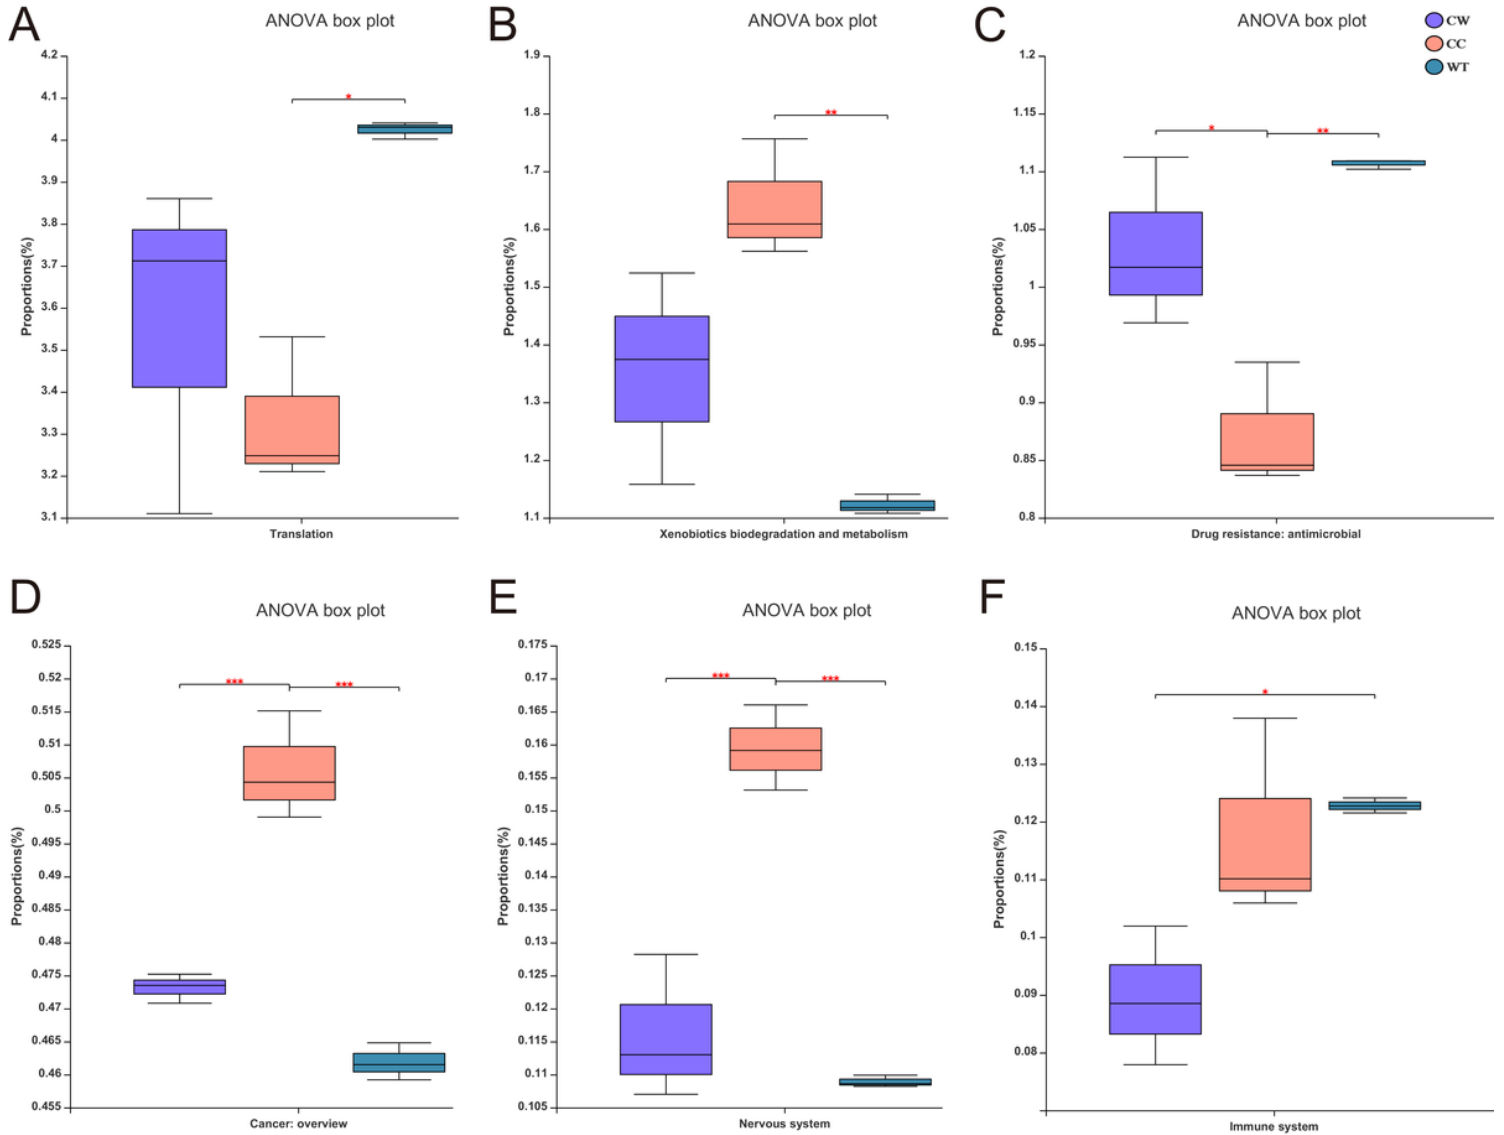 A
ANOVA box plot
4.2
4.1
4
3.9
3.8
3.7
3.6
3.5
3.4
3.3
3.2
3.1
Proportions(%)
*
Translation
B
ANOVA box plot
1.9
1.8
1.7
1.6
1.5
1.4
1.3
1.2
1.1
Proportions(%)
**
Xenobiotics biodegradation and metabolism
C
ANOVA box plot
CW
CC
WT
1.2
1.15
1.1
1.05
1
0.95
0.9
0.85
0.8
Proportions(%)
*
**
Drug resistance: antimicrobial
D
ANOVA box plot
0.525
0.52
0.515
0.51
0.505
0.5
0.495
0.49
0.485
0.48
0.475
0.47
0.465
0.46
0.455
Proportions(%)
***
***
Cancer: overview
E
ANOVA box plot
0.175
0.17
0.165
0.16
0.155
0.15
0.145
0.14
0.135
0.13
0.125
0.12
0.115
0.11
0.105
Proportions(%)
***
***
Nervous system
F
ANOVA box plot
0.15
0.14
0.13
0.12
0.11
0.1
0.09
0.08
Proportions(%)
*
Immune system